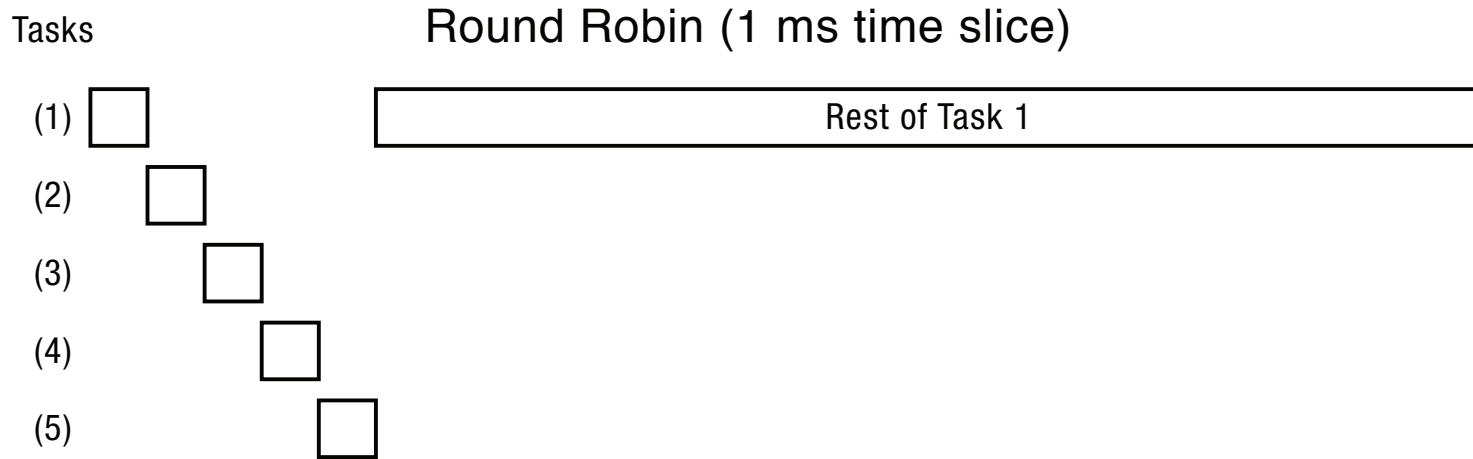 Tasks
Round Robin (1 ms time slice)
(1)
Rest of Task 1
(2)
(3)
(4)
(5)